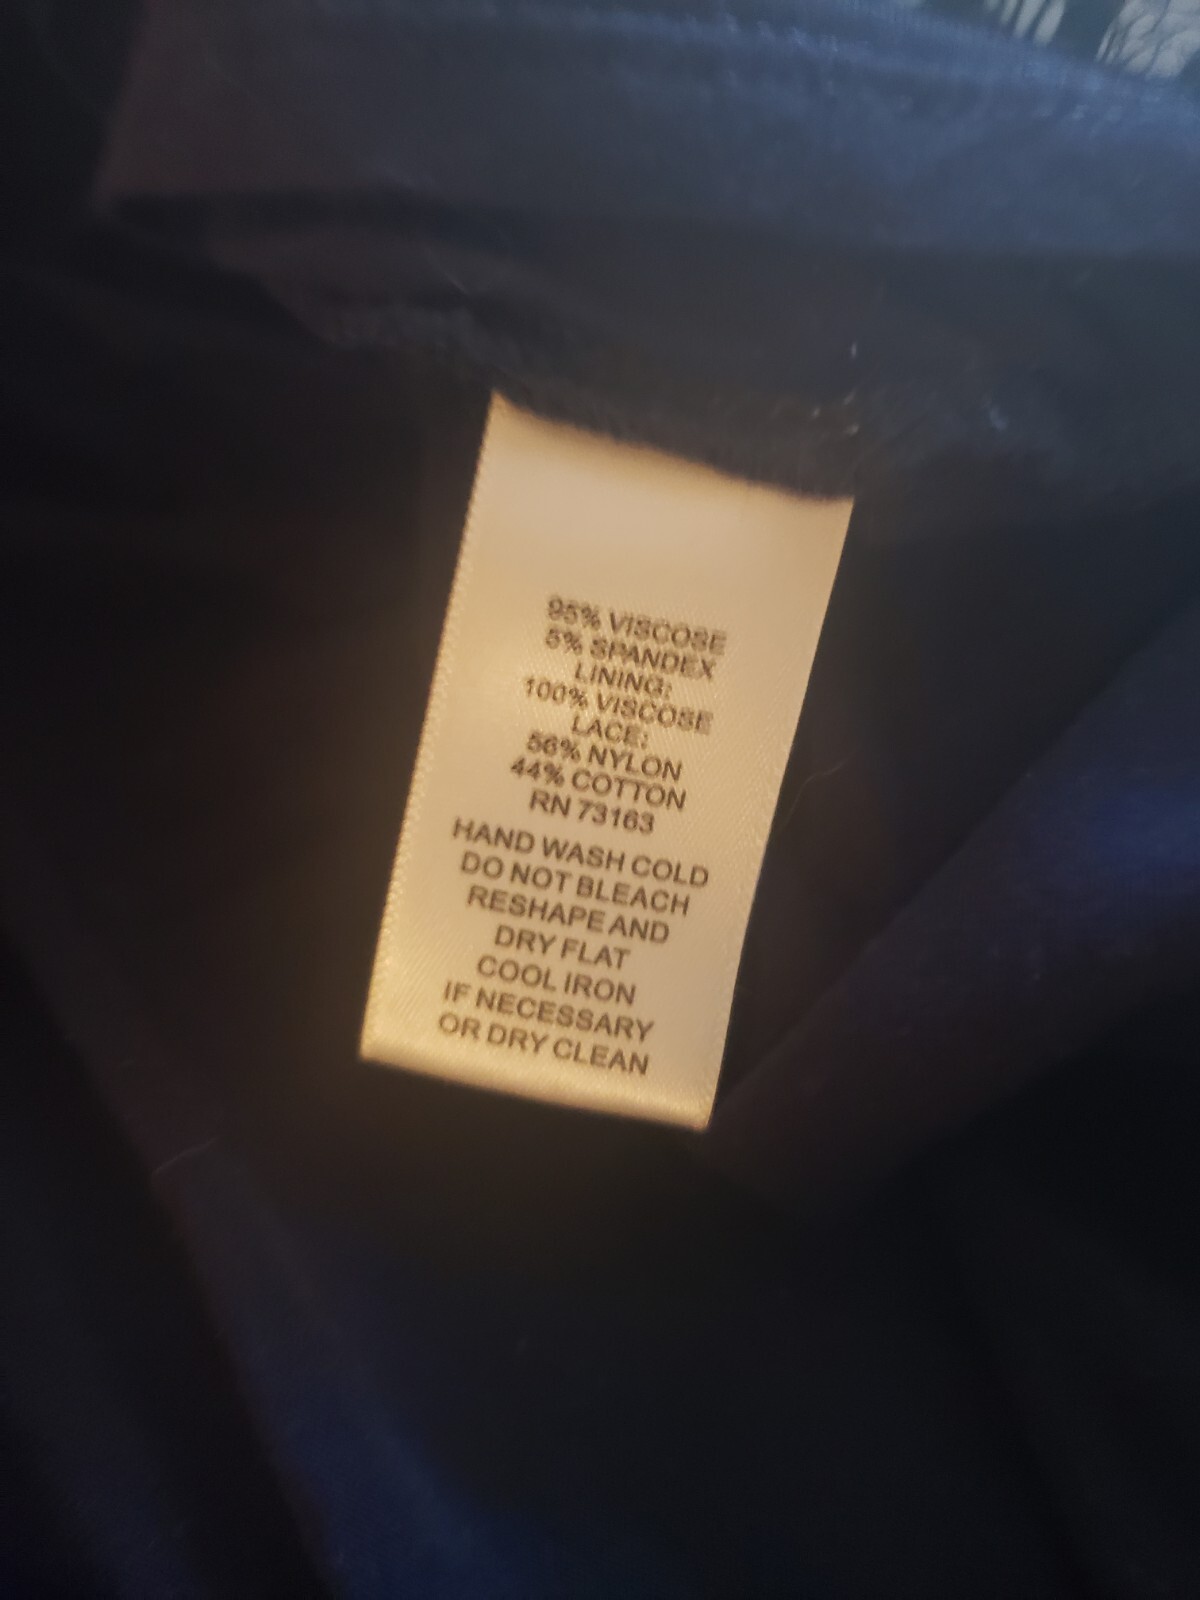 95% VISCOSE
5% SPANDEX
LINING:
100% VISCOSE
LACE:
56% NYLON
44% COTTON
RN 73163
HAND WASH COLD
DO NOT BLEACH
RESHAPE AND
DRY FLAT
COOL IRON
IF NECESSARY
OR DRY CLEAN